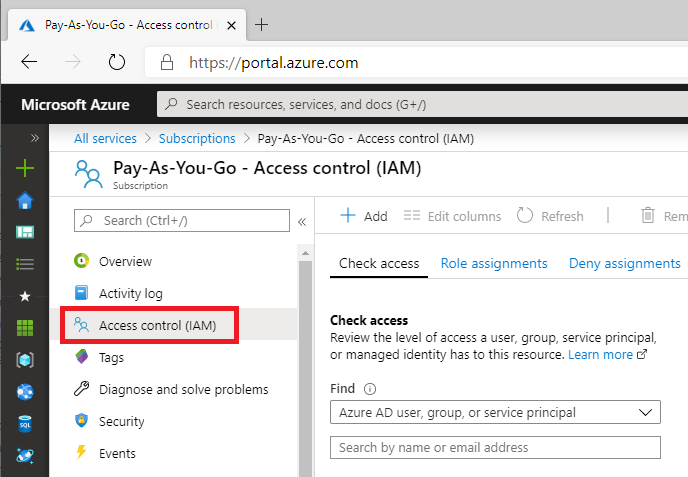 Pay-As-You-Go - Access control
https://portal.azure.com
Microsoft Azure
Search resources, services, and docs (G+/)
All services > Subscriptions > Pay-As-You-Go - Access control (IAM)
Pay-As-You-Go - Access control (IAM)
Subscription
Search (Ctrl+/)
«
Overview
Activity log
Access control (IAM)
Tags
Diagnose and solve problems
Security
Events
Add
Edit columns
Refresh
Rem
Check access
Role assignments
Deny assignments
Check access
Review the level of access a user, group, service principal,
or managed identity has to this resource. Learn more
Find
Azure AD user, group, or service principal
Search by name or email address